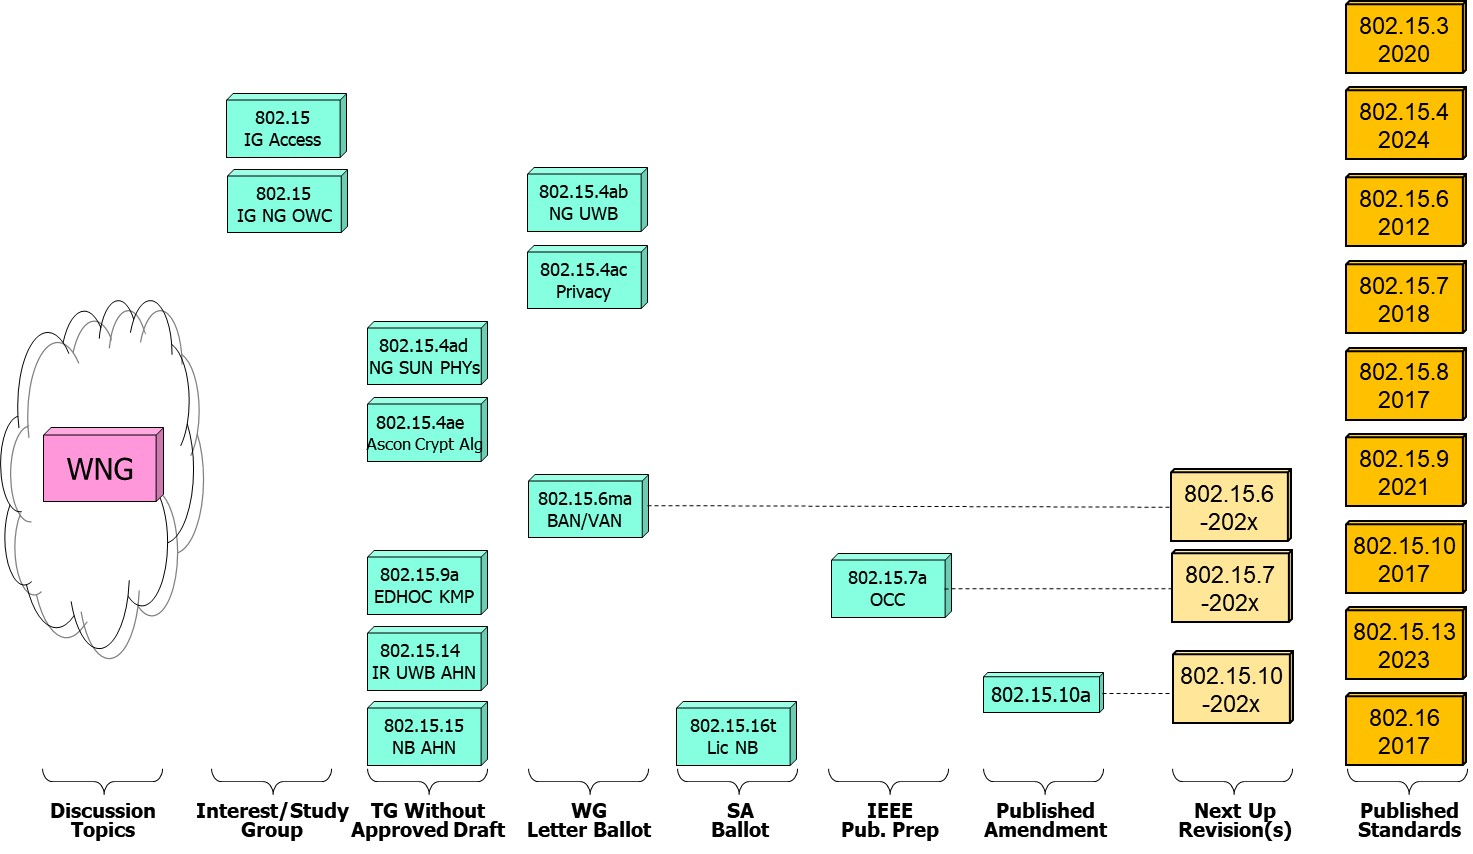 802.15
IG Access
802.15
IG NG OWC
WNG
802.15.4ad
NG SUN PHYs
802.15.4ae
Ascon Crypt Alg
802.15.9a
EDHOC KMP
802.15.14
IR UWB AHN
802.15.15
NB AHN
802.15.4ab
NG UWB
802.15.4ac
Privacy
802.15.6ma
BAN/VAN
802.15.16t
Lic NB
802.15.7a
OCC
802.15.10a
802.15.6
-202x
802.15.7
-202x
802.15.10
-202x
802.15.3
2020
802.15.4
2024
802.15.6
2012
802.15.7
2018
802.15.8
2017
802.15.9
2021
802.15.10
2017
802.15.13
2023
802.16
2017
Discussion
Topics
Interest/Study
Group
TG Without
Approved Draft
WG
Letter Ballot
SA
Ballot
IEEE
Pub. Prep
Published
Amendment
Next Up
Revision(s)
Published
Standards